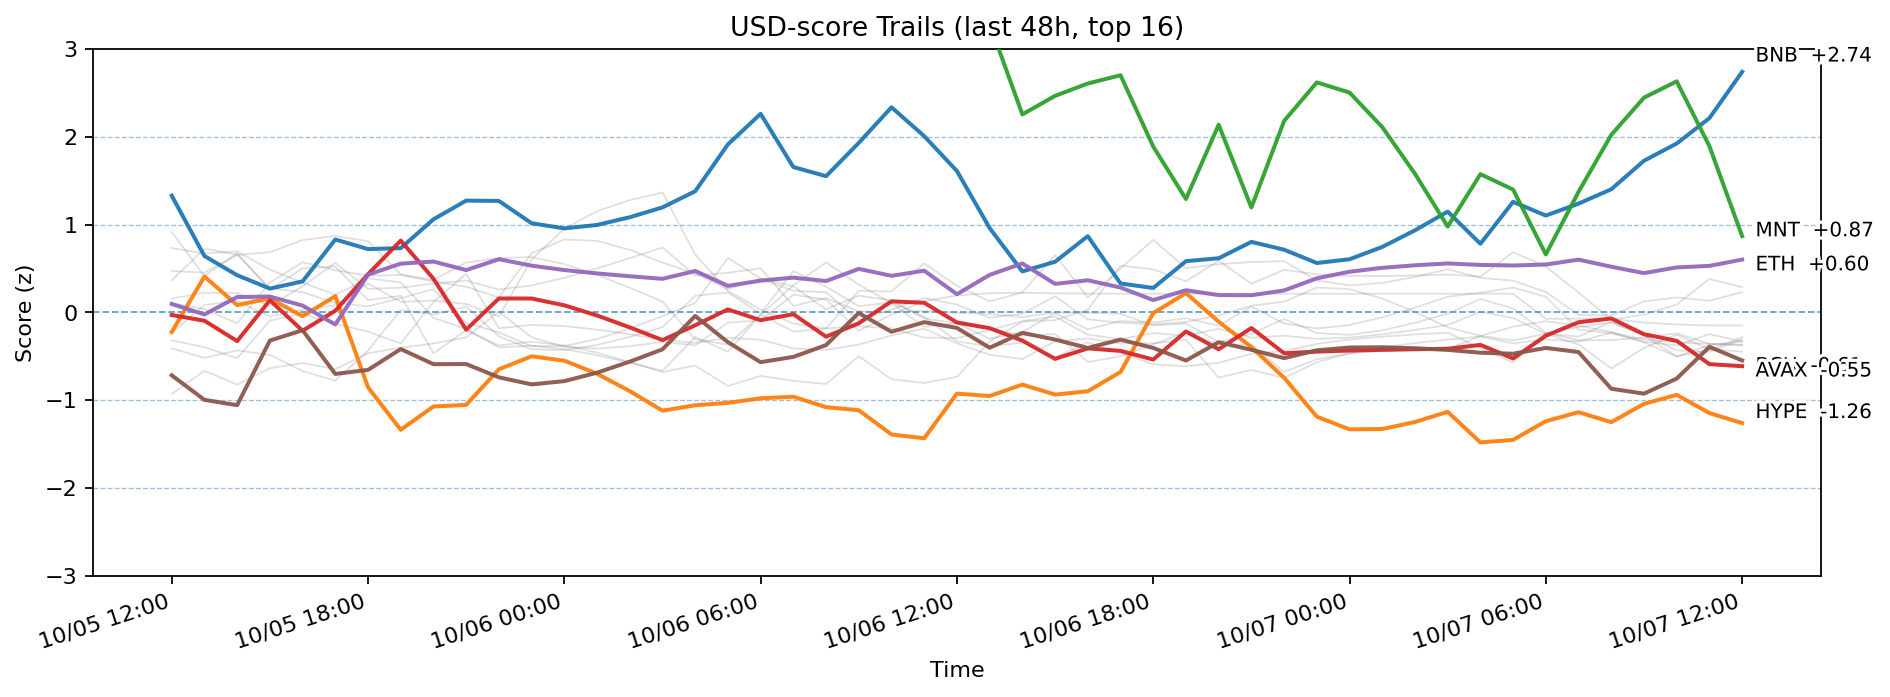 USD-score Trails (last 48h, top 16)
Score (z)
3
2
1
0
−1
−2
−3
BNB +2.74
MNT +0.87
ETH +0.60
AVAX -0.55
HYPE -1.26
10/05 12:00
10/05 18:00
10/06 00:00
10/06 06:00
10/06 12:00
10/06 18:00
10/07 00:00
10/07 06:00
10/07 12:00
Time